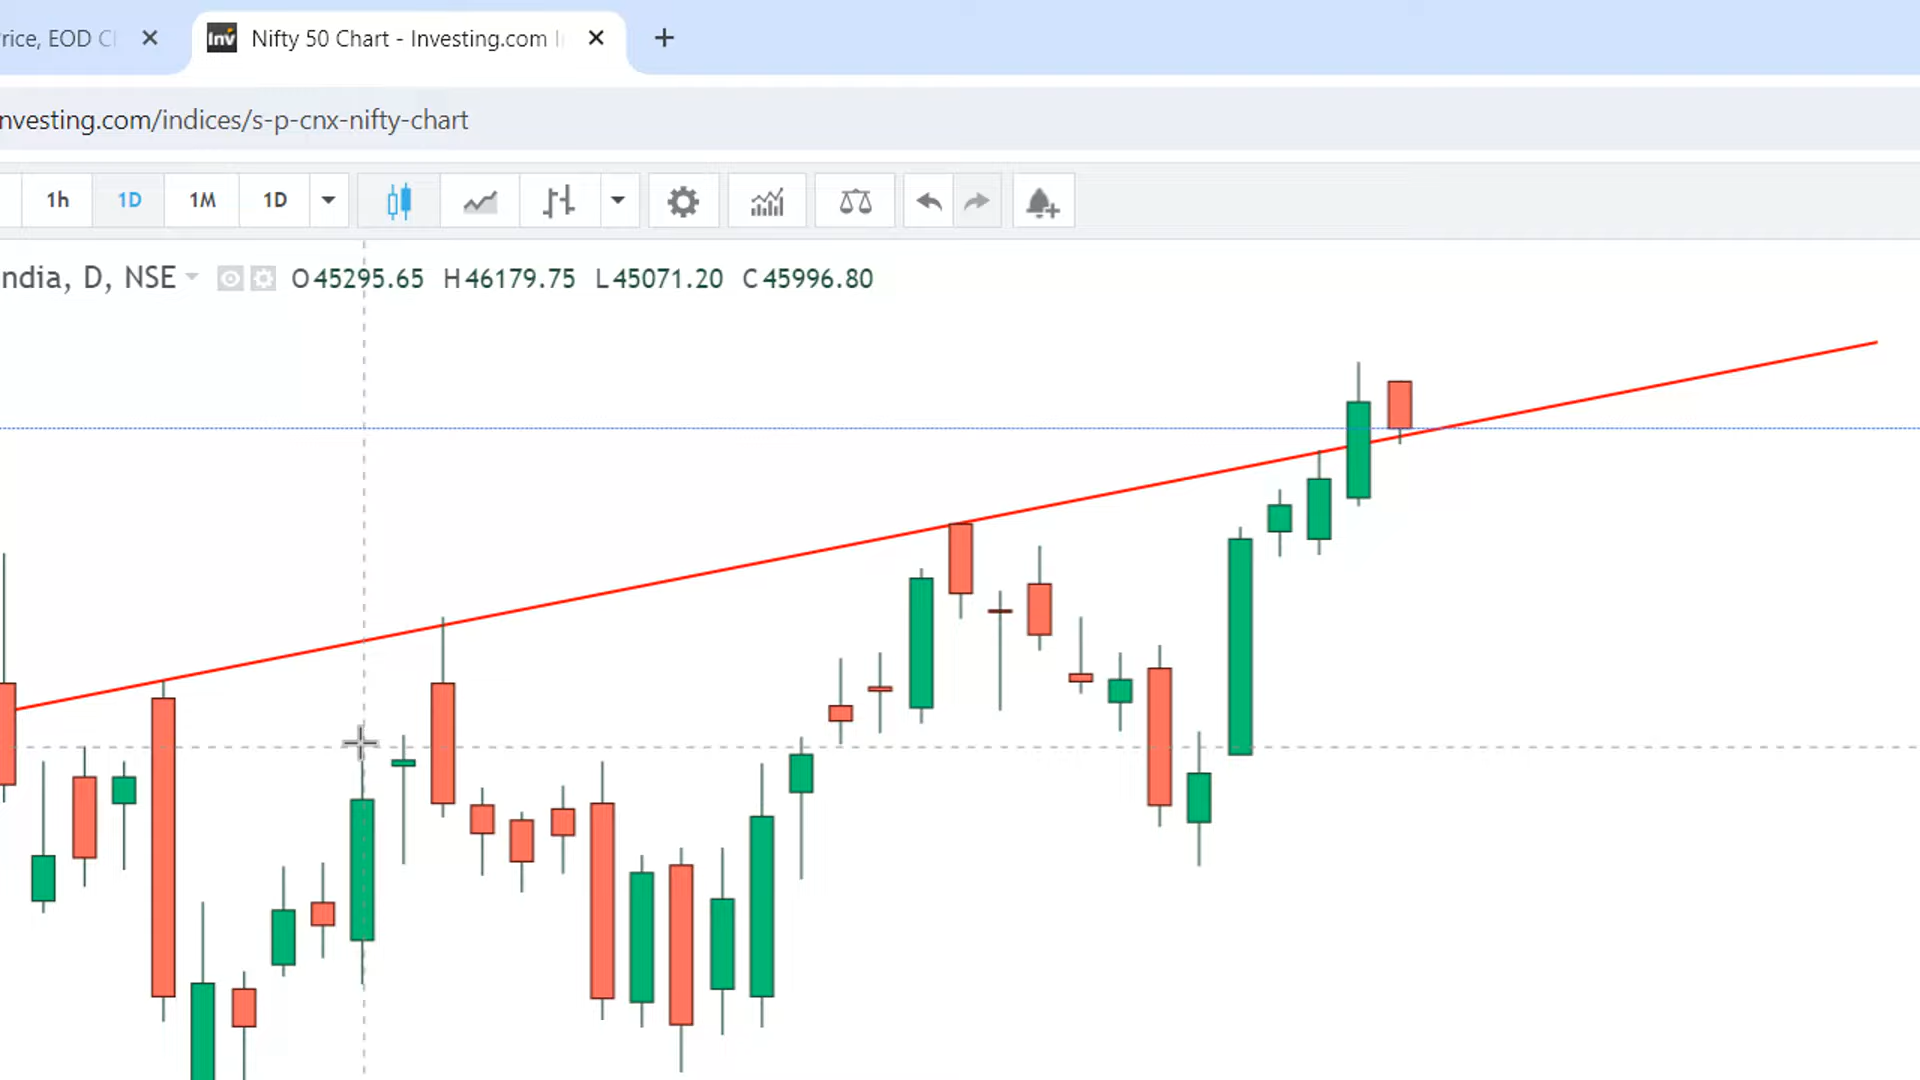 rice, EOD C
Inv Nifty 50 Chart - Investing.com I
nvesting.com/indices/s-p-cnx-nifty-chart
1h 1D 1M 1D
ndia, D, NSE O45295.65 H46179.75 L45071.20 C45996.80